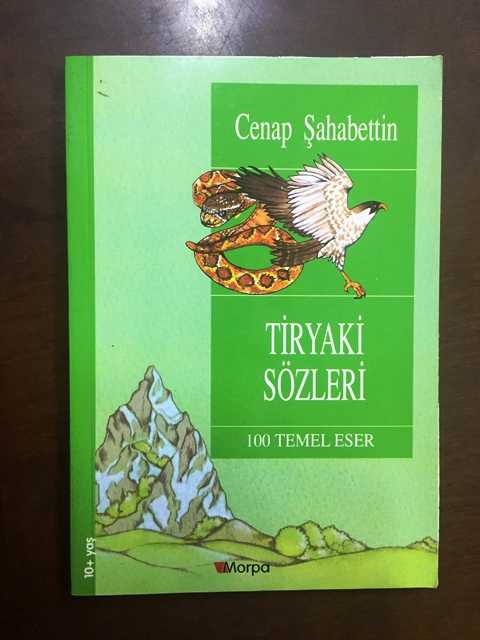 Cenap Şahabettin
TİRYAKİ
SÖZLERİ
100 TEMEL ESER
10+ yaş
Morpa